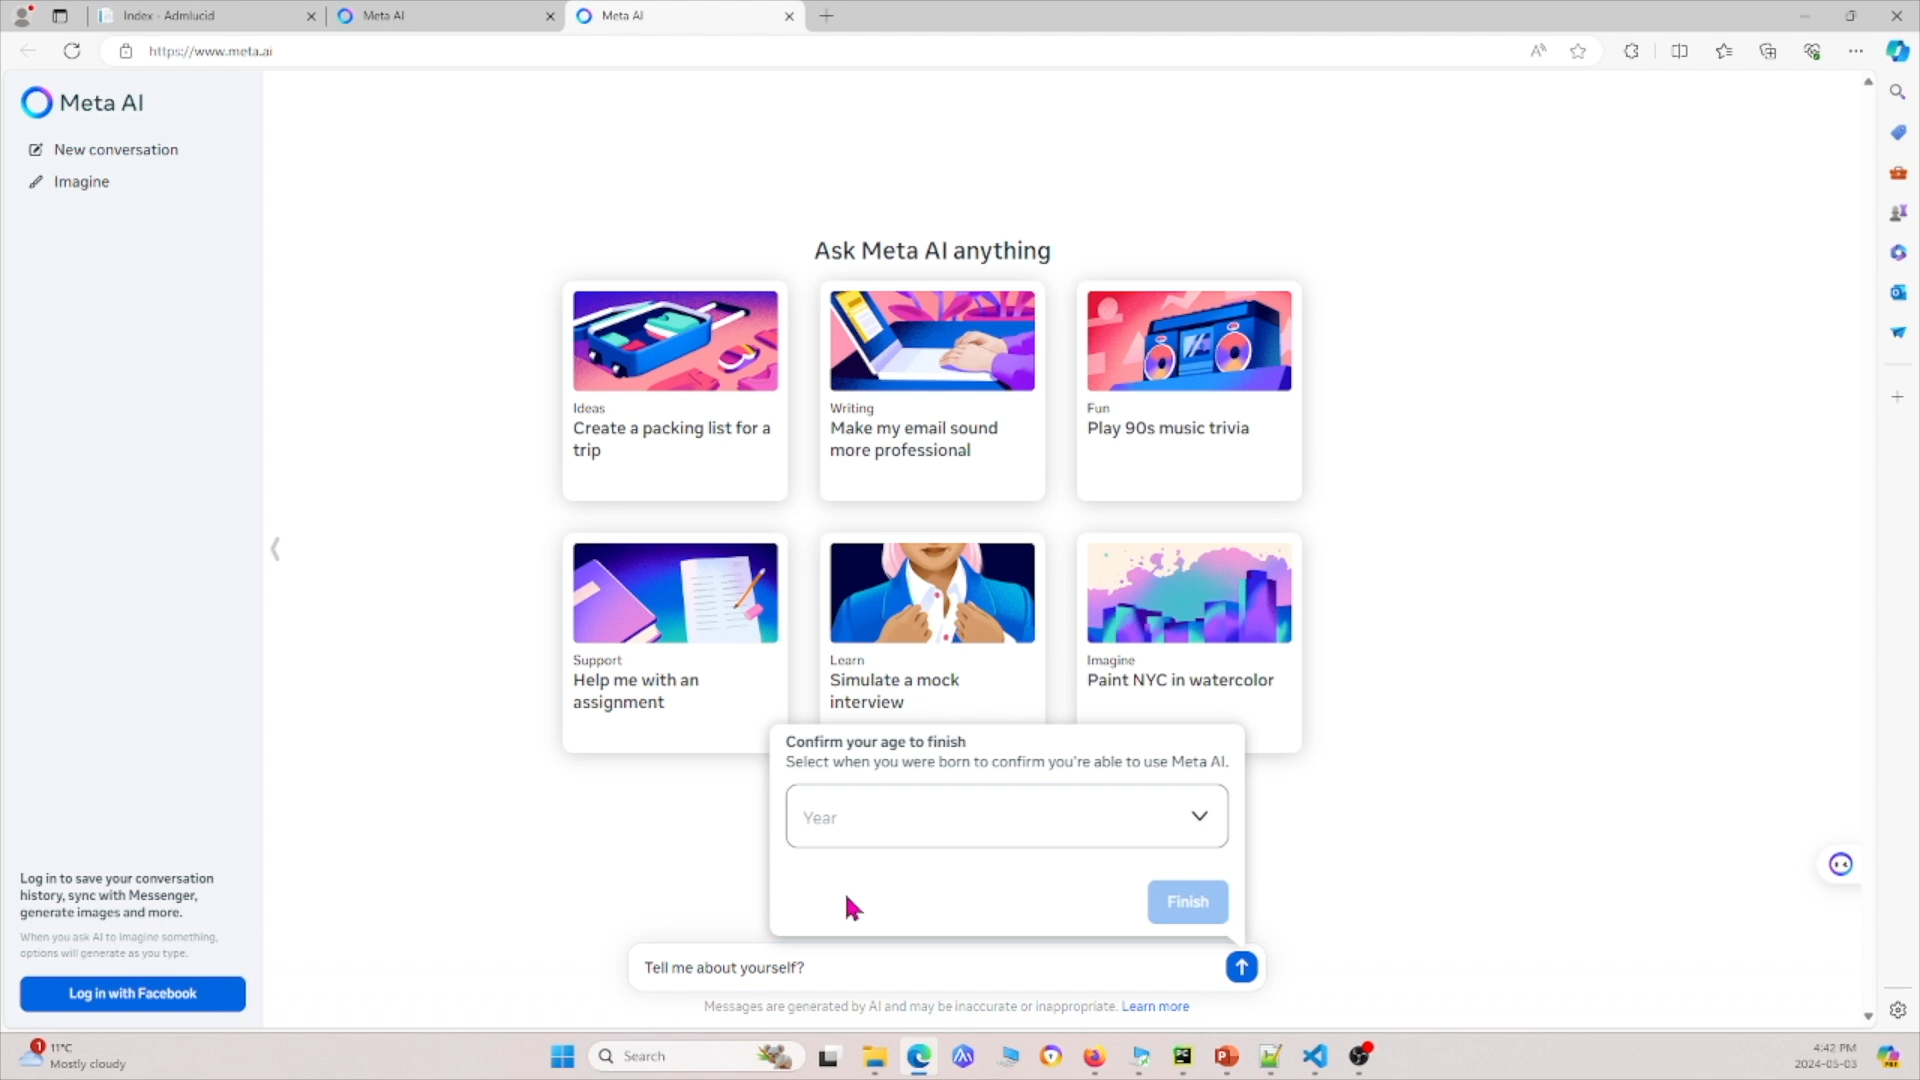 Index - Admlucid
Meta AI
Meta AI
https://www.meta.ai
Meta AI
New conversation
Imagine
Ask Meta AI anything
Ideas
Create a packing list for a
trip
Writing
Make my email sound
more professional
Fun
Play 90s music trivia
Support
Help me with an
assignment
Learn
Simulate a mock
interview
Imagine
Paint NYC in watercolor
Confirm your age to finish
Select when you were born to confirm you're able to use Meta AI.
Year
Finish
Tell me about yourself?
Messages are generated by AI and may be inaccurate or inappropriate. Learn more
Log in to save your conversation
history, sync with Messenger,
generate images and more.
When you ask AI to imagine something,
options will generate as you type.
Log in with Facebook
1
11°C
Mostly cloudy
Search
4:42 PM
2024-05-03